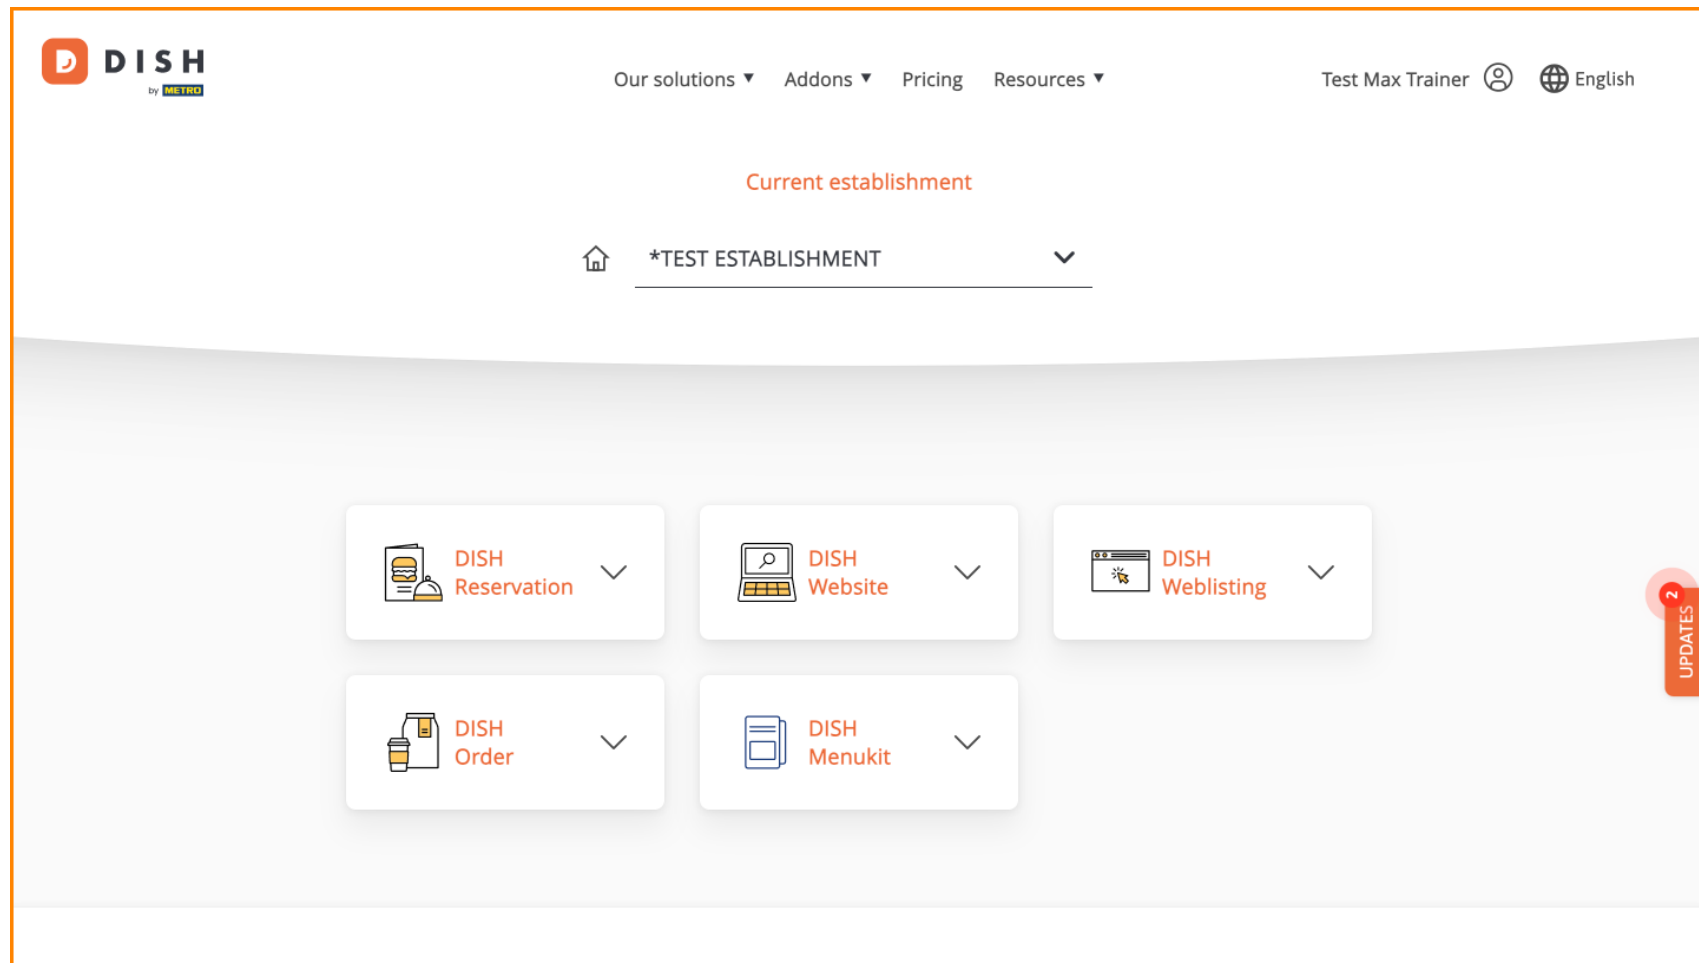 DISH
by METRO
Our solutions ▼ Addons ▼ Pricing Resources ▼
Test Max Trainer English
Current establishment
*TEST ESTABLISHMENT
DISH
Reservation
DISH
Website
DISH
Weblisting
2
UPDATES
DISH
Order
DISH
Menukit